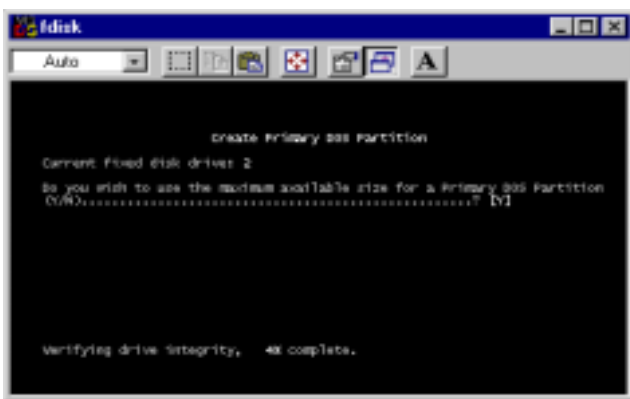 fdisk
Auto
A
Create Primary DOS Partition
Current fixed disk drive: 2
Do you wish to use the maximum available size for a Primary DOS Partition
(Y/N)..................................................? [Y]
Verifying drive integrity, 4% complete.